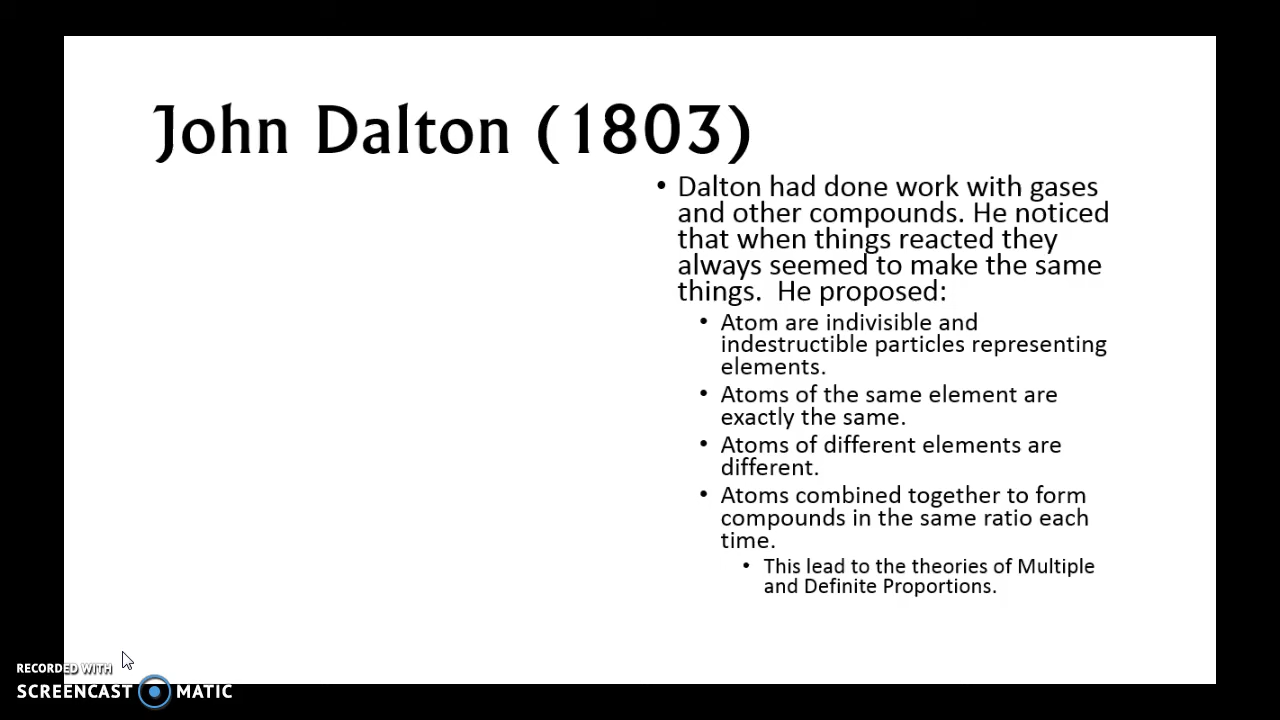 John Dalton (1803)
• Dalton had done work with gases
and other compounds. He noticed
that when things reacted they
always seemed to make the same
things.  He proposed:
• Atom are indivisible and
indestructible particles representing
elements.
• Atoms of the same element are
exactly the same.
• Atoms of different elements are
different.
• Atoms combined together to form
compounds in the same ratio each
time.
• This lead to the theories of Multiple
and Definite Proportions.
RECORDED WITH
SCREENCAST MATIC